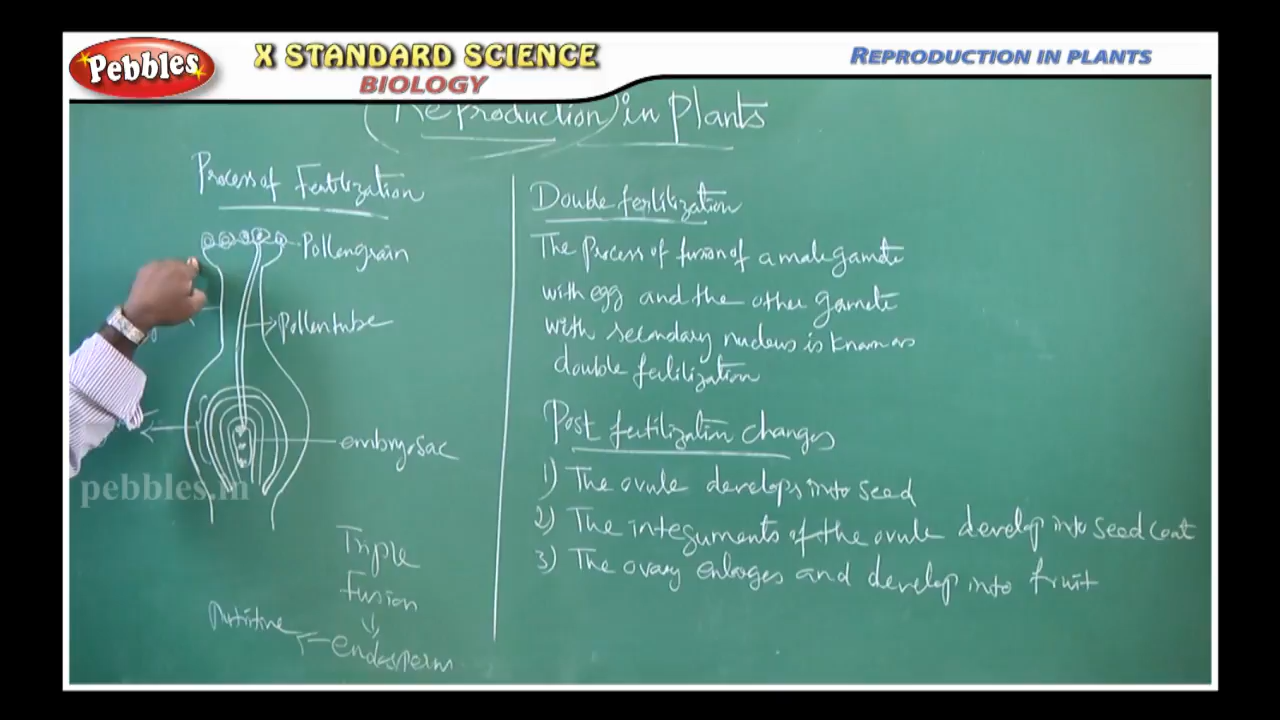 Pebbles
X STANDARD SCIENCE
BIOLOGY
REPRODUCTION IN PLANTS
Reproduction in Plants
Process of Fertilization
Pollengrain
Pollentube
embryosac
Triple
Fusion
endosperm
Nutritive
Double fertilization
The Process of fusion of a male gamete
with egg and the other gamete
with secondary nucleus is known as
double fertilization
Post fertilization changes
1) The ovule develops into seed
2) The integuments of the ovule develop into seed coat
3) The ovary enlarges and develop into fruit
pebbles.in